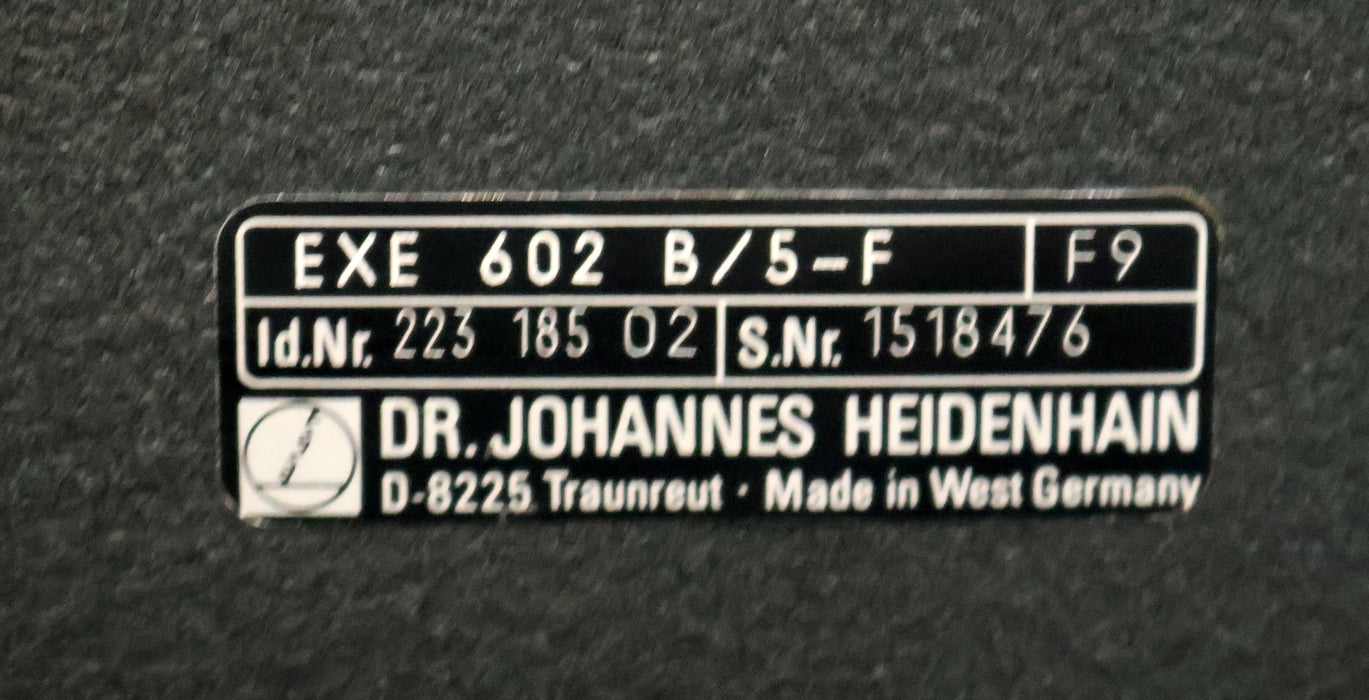 EXE 602 B/5-F F9
Id.Nr. 223 185 02 S.Nr. 1518476
DR. JOHANNES HEIDENHAIN
D-8225 Traunreut · Made in West Germany